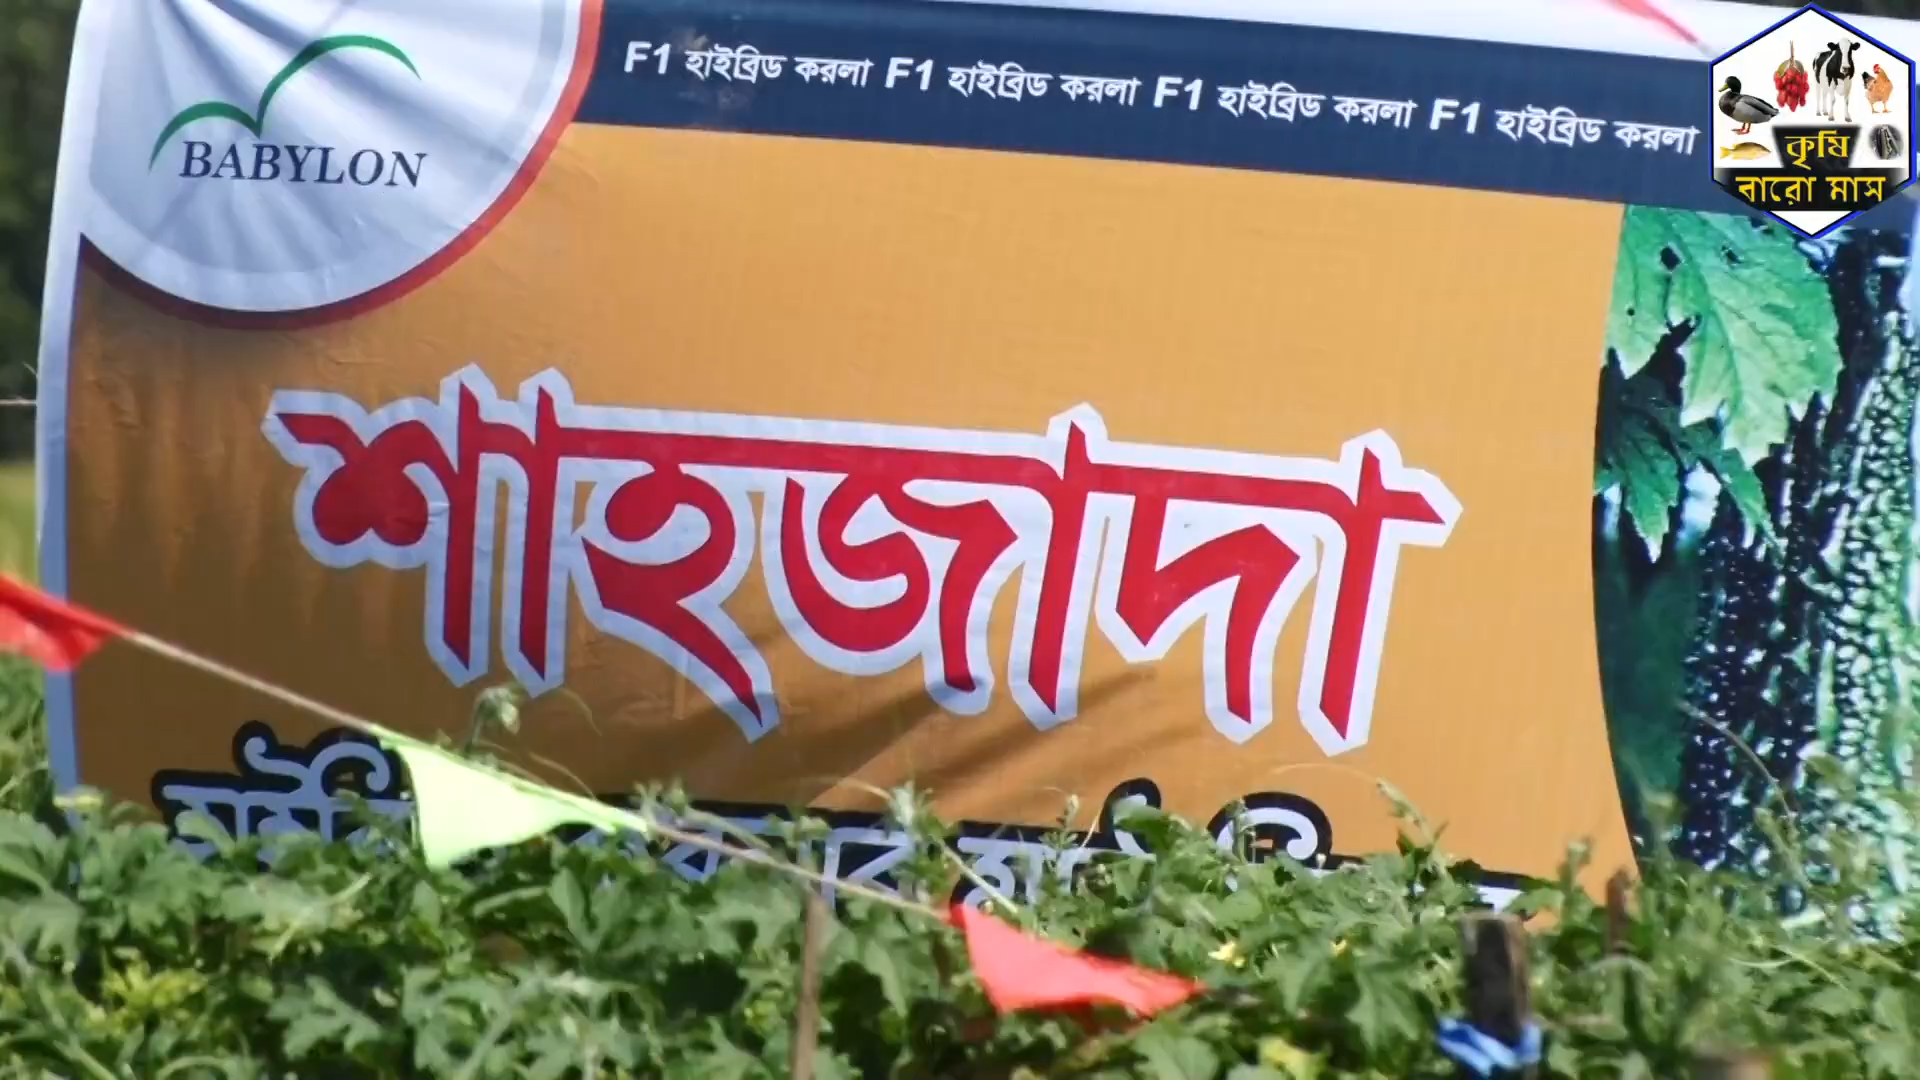 BABYLON
F1 হাইব্রিড করলা F1 হাইব্রিড করলা F1 হাইব্রিড করলা F1 হাইব্রিড করলা
কৃষি
বারো মাস
শাহজাদা